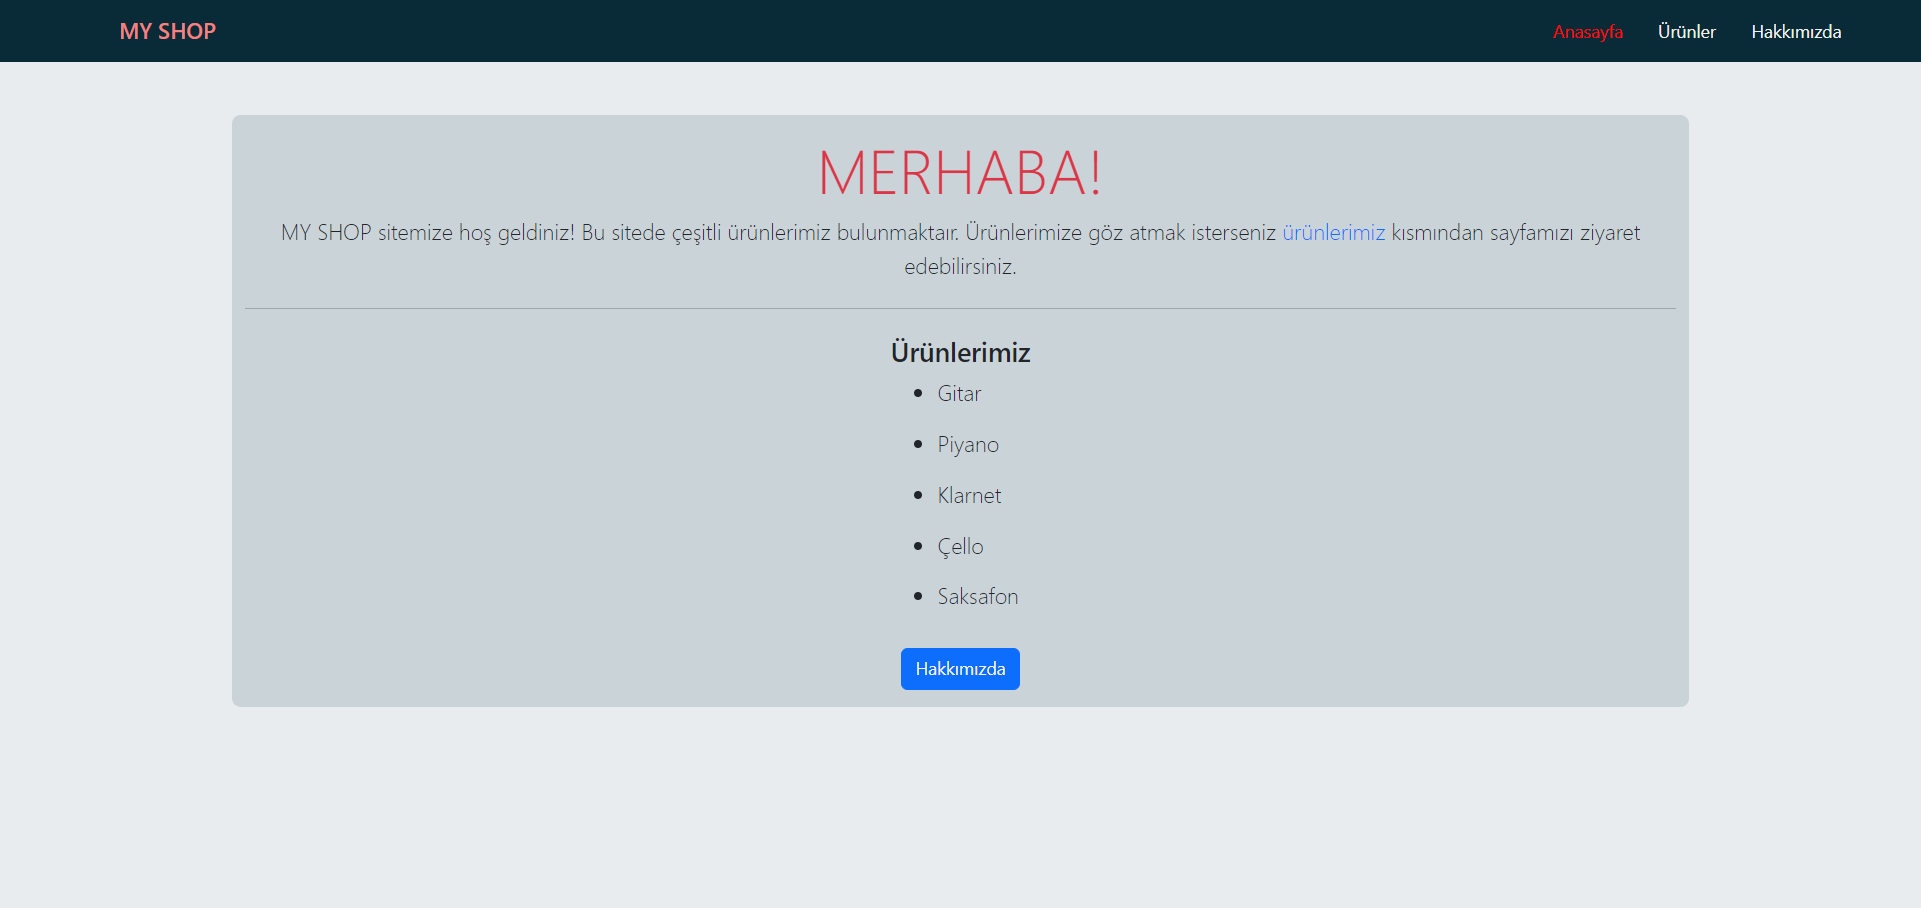 MY SHOP
Anasayfa
Ürünler
Hakkımızda
MERHABA!
MY SHOP sitemize hoş geldiniz! Bu sitede çeşitli ürünlerimiz bulunmaktaır. Ürünlerimize göz atmak isterseniz ürünlerimiz kısmından sayfamızı ziyaret
edebilirsiniz.
Ürünlerimiz
Gitar
Piyano
Klarnet
Çello
Saksafon
Hakkımızda